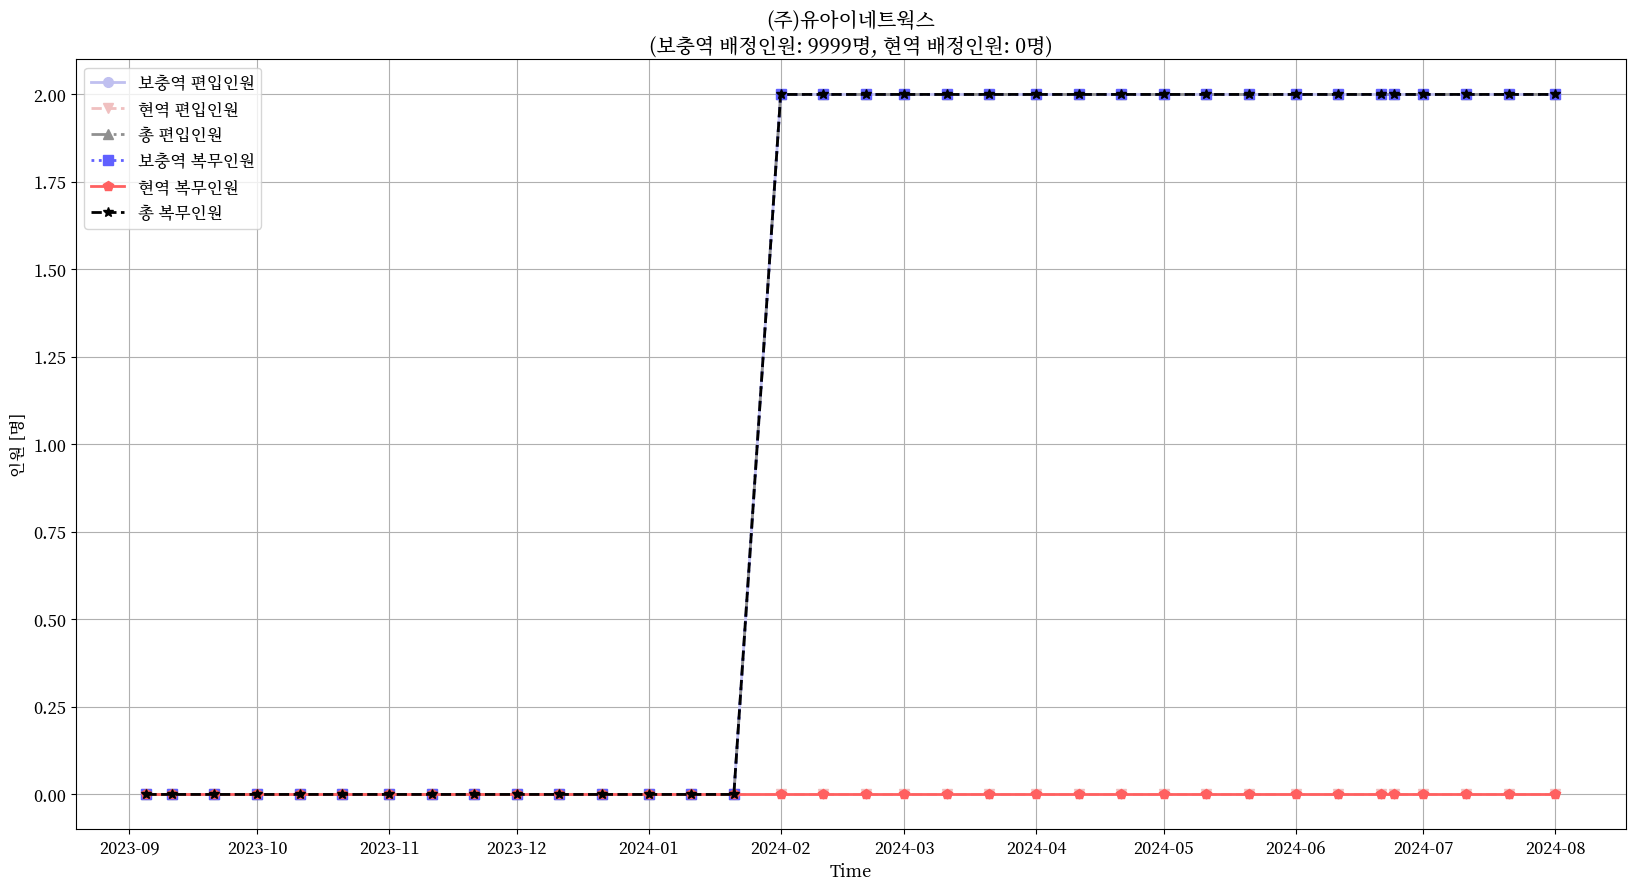 (주)유아이네트웍스
(보충역 배정인원: 9999명, 현역 배정인원: 0명)
보충역 편입인원
현역 편입인원
총 편입인원
보충역 복무인원
현역 복무인원
총 복무인원
2.00
1.75
1.50
1.25
1.00
0.75
0.50
0.25
0.00
인원 [명]
2023-09 2023-10 2023-11 2023-12 2024-01 2024-02 2024-03 2024-04 2024-05 2024-06 2024-07 2024-08
Time